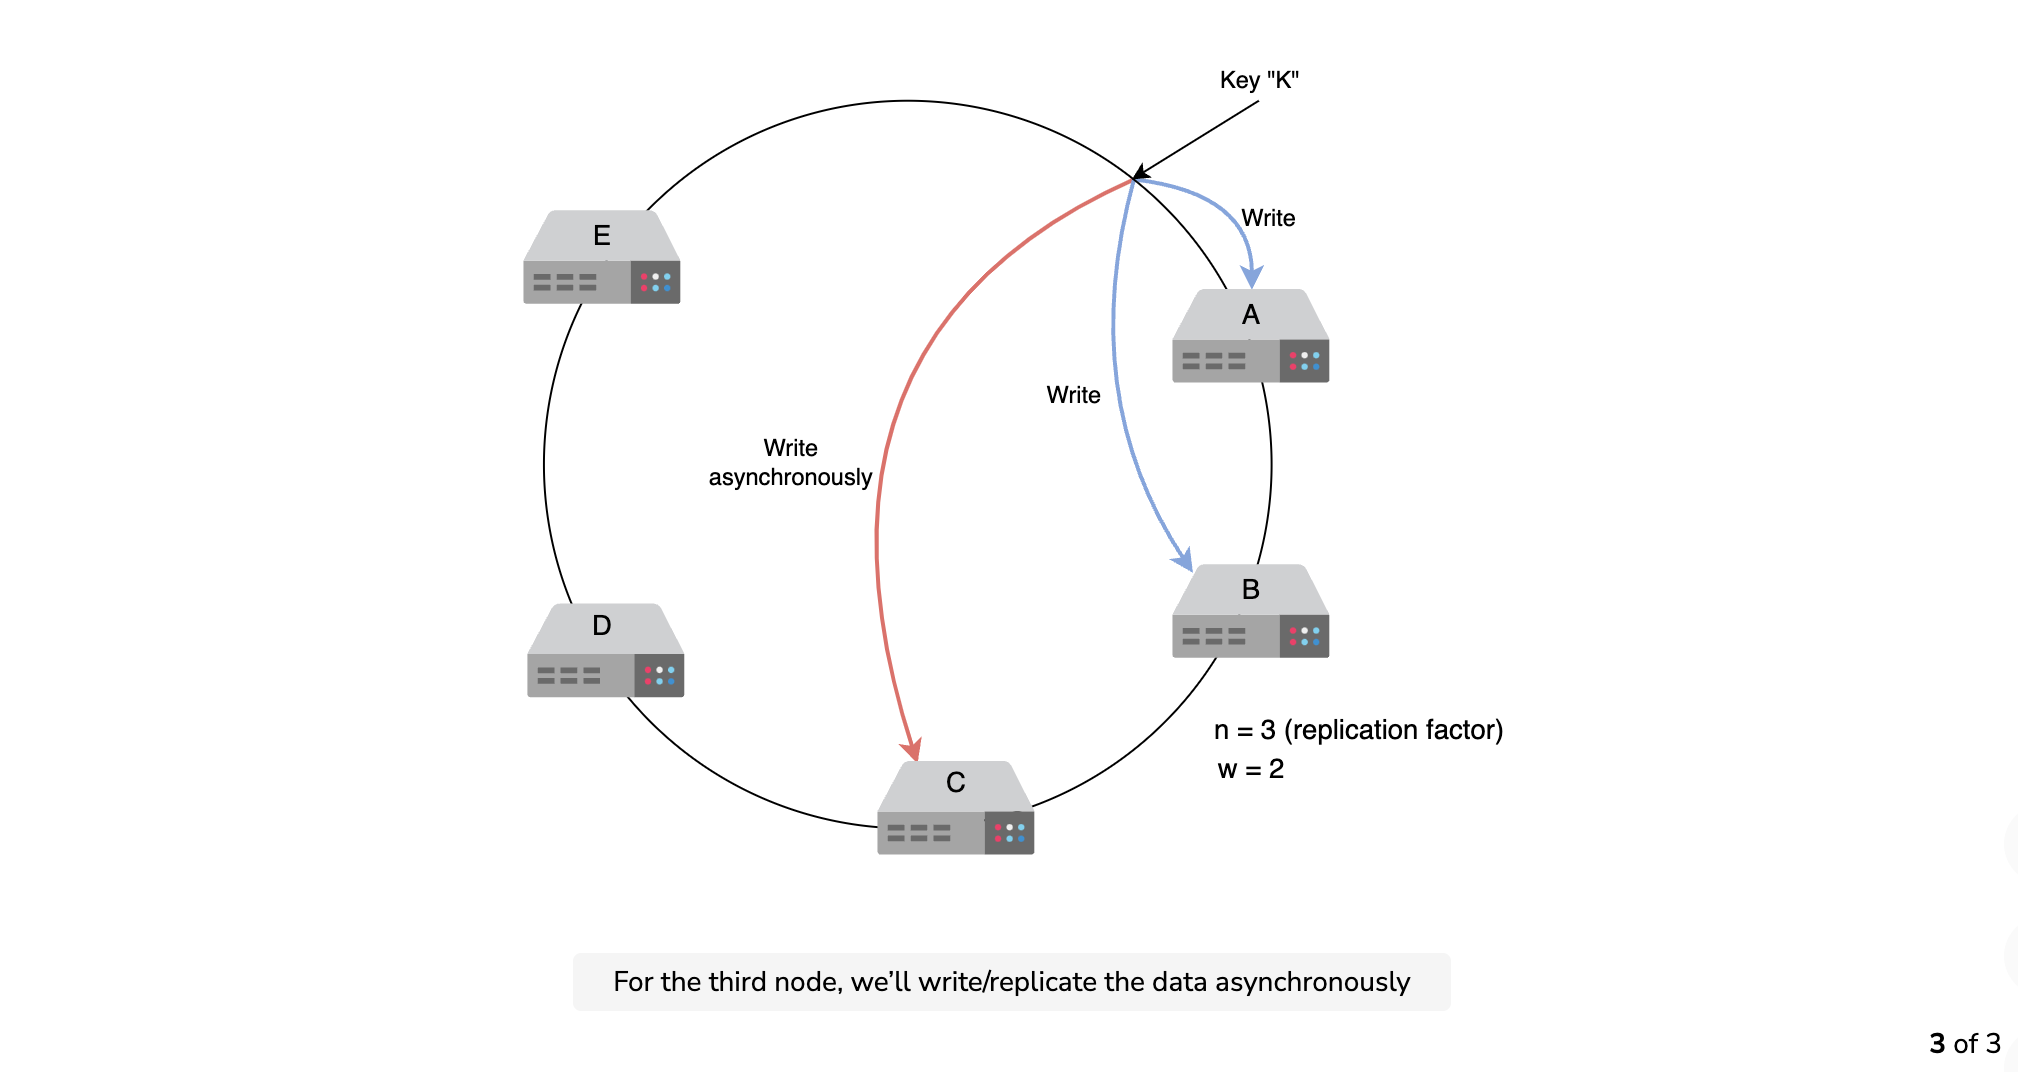 Key "K"
Write
E
A
Write
Write
asynchronously
B
D
n = 3 (replication factor)
w = 2
C
For the third node, we’ll write/replicate the data asynchronously
3 of 3